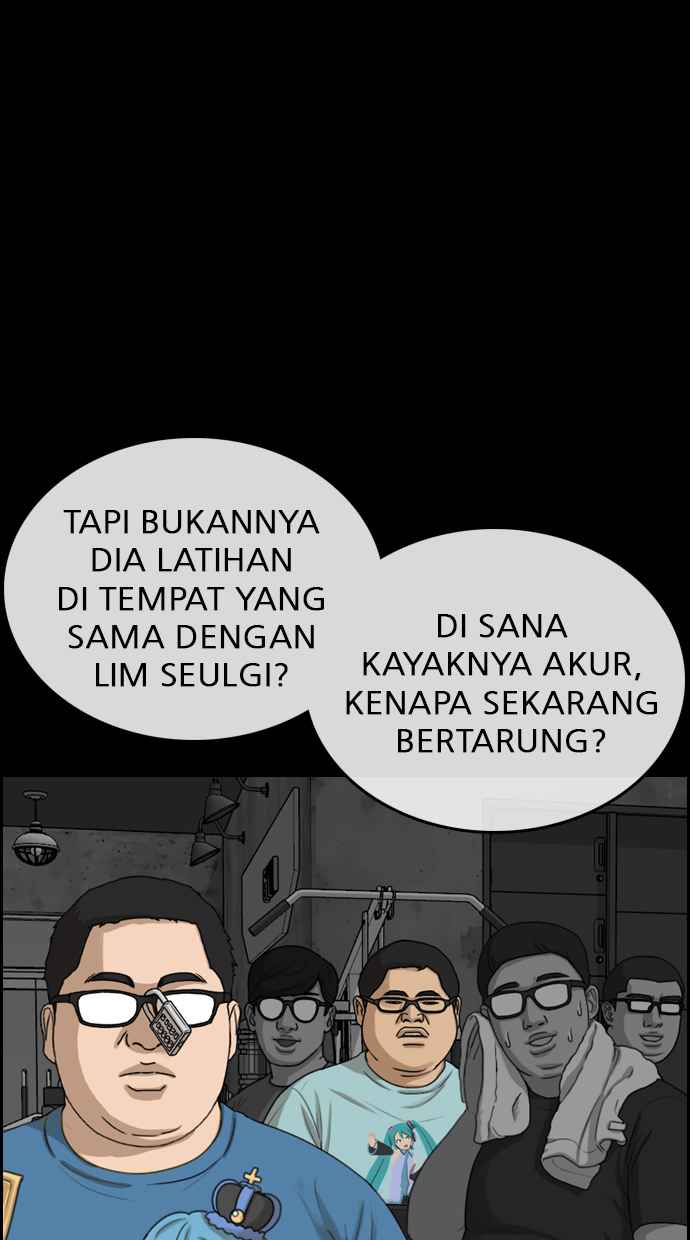 TAPI BUKANNYA
DIA LATIHAN
DI TEMPAT YANG
SAMA DENGAN
LIM SEULGI?
DI SANA
KAYAKNYA AKUR,
KENAPA SEKARANG
BERTARUNG?